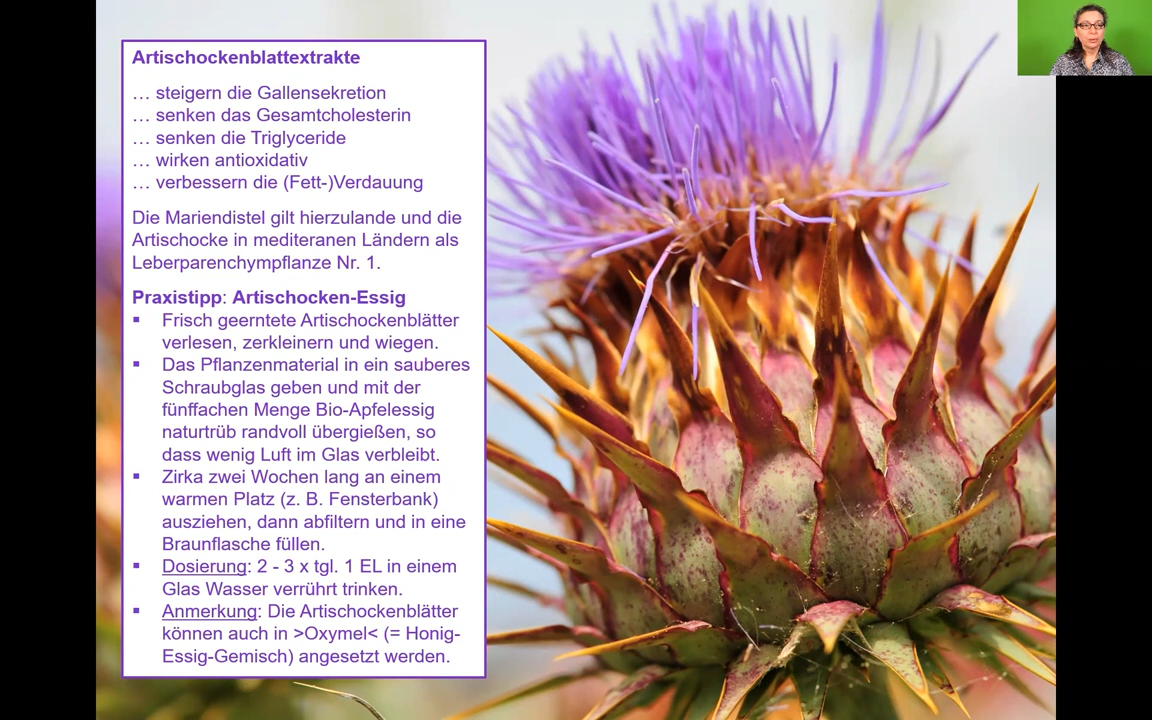 Artischockenblattextrakte
… steigern die Gallensekretion
… senken das Gesamtcholesterin
… senken die Triglyceride
… wirken antioxidativ
… verbessern die (Fett-)Verdauung
Die Mariendistel gilt hierzulande und die
Artischocke in mediteranen Ländern als
Leberparenchympflanze Nr. 1.
Praxistipp: Artischocken-Essig
▪ Frisch geerntete Artischockenblätter
verlesen, zerkleinern und wiegen.
▪ Das Pflanzenmaterial in ein sauberes
Schraubglas geben und mit der
fünffachen Menge Bio-Apfelessig
naturtrüb randvoll übergießen, so
dass wenig Luft im Glas verbleibt.
▪ Zirka zwei Wochen lang an einem
warmen Platz (z. B. Fensterbank)
ausziehen, dann abfiltern und in eine
Braunflasche füllen.
▪ Dosierung: 2 - 3 x tgl. 1 EL in einem
Glas Wasser verrührt trinken.
▪ Anmerkung: Die Artischockenblätter
können auch in >Oxymel< (= Honig-
Essig-Gemisch) angesetzt werden.